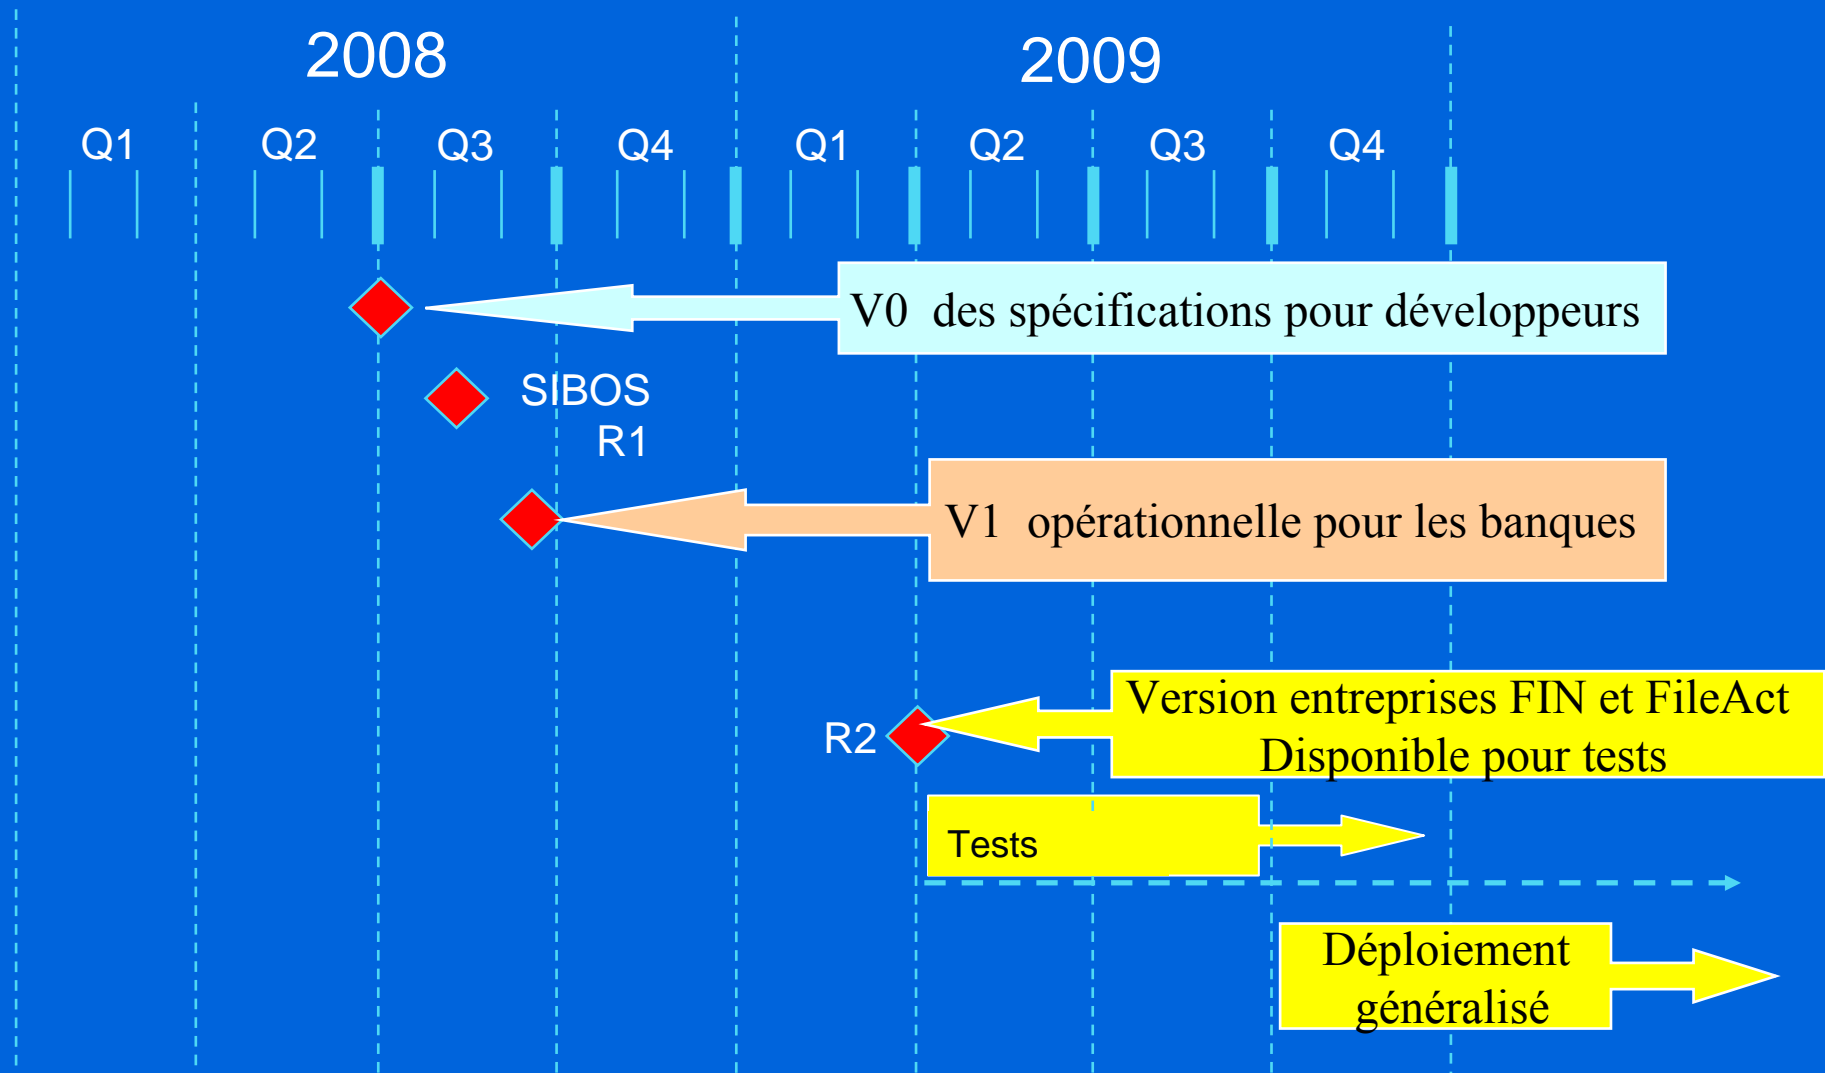 2008
2009
Q1
Q2
Q3
Q4
Q1
Q2
Q3
Q4
V0 des spécifications pour développeurs
SIBOS
R1
V1 opérationnelle pour les banques
Version entreprises FIN et FileAct
Disponible pour tests
R2
Tests
Déploiement
généralisé